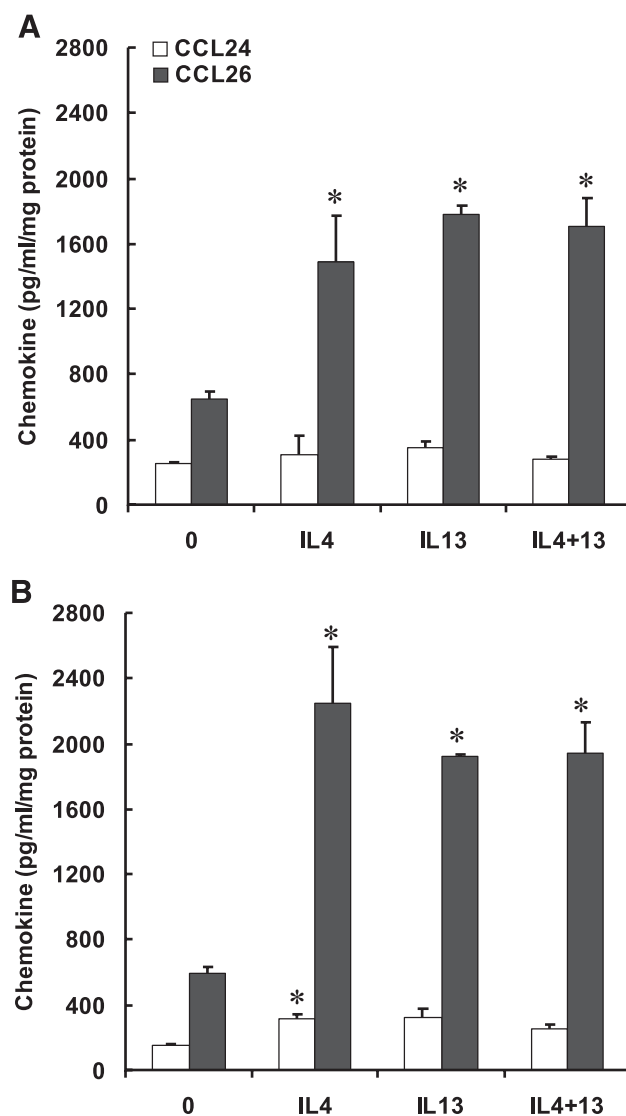 A
2800
2400
2000
1600
1200
800
400
0
Chemokine (pg/ml/mg protein)
CCL24
CCL26
*
*
*
0 IL4 IL13 IL4+13
B
2800
2400
2000
1600
1200
800
400
0
Chemokine (pg/ml/mg protein)
*
*
*
*
0 IL4 IL13 IL4+13